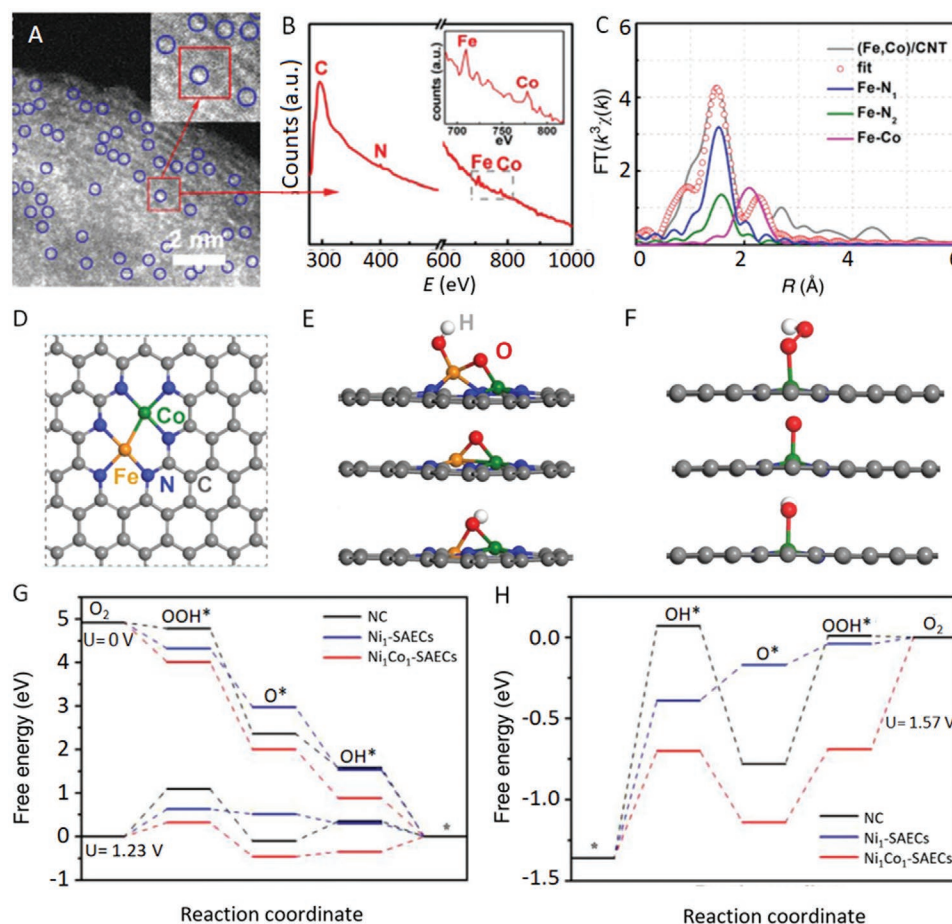 A
2 nm
B
Counts (a.u.)
C
N
Fe Co
300 400 600 800 1000
E (eV)
counts (a.u.)
Fe
Co
700 750 800
eV
C
FT(k³χ(k))
4
2
0 2 4 6
R (Å)
(Fe,Co)/CNT
fit
Fe-N₁
Fe-N₂
Fe-Co
D
Co
Fe N C
E
H
O
F
G
Free energy (eV)
5
4
3
2
1
0
-1
O₂
OOH*
U= 0 V
O*
OH*
U= 1.23 V
*
NC
Ni₁-SAECs
Ni₁Co₁-SAECs
Reaction coordinate
H
Free energy (eV)
0.0
-0.5
-1.0
-1.5
*
OH*
O*
OOH*
O₂
U= 1.57 V
NC
Ni₁-SAECs
Ni₁Co₁-SAECs
Reaction coordinate